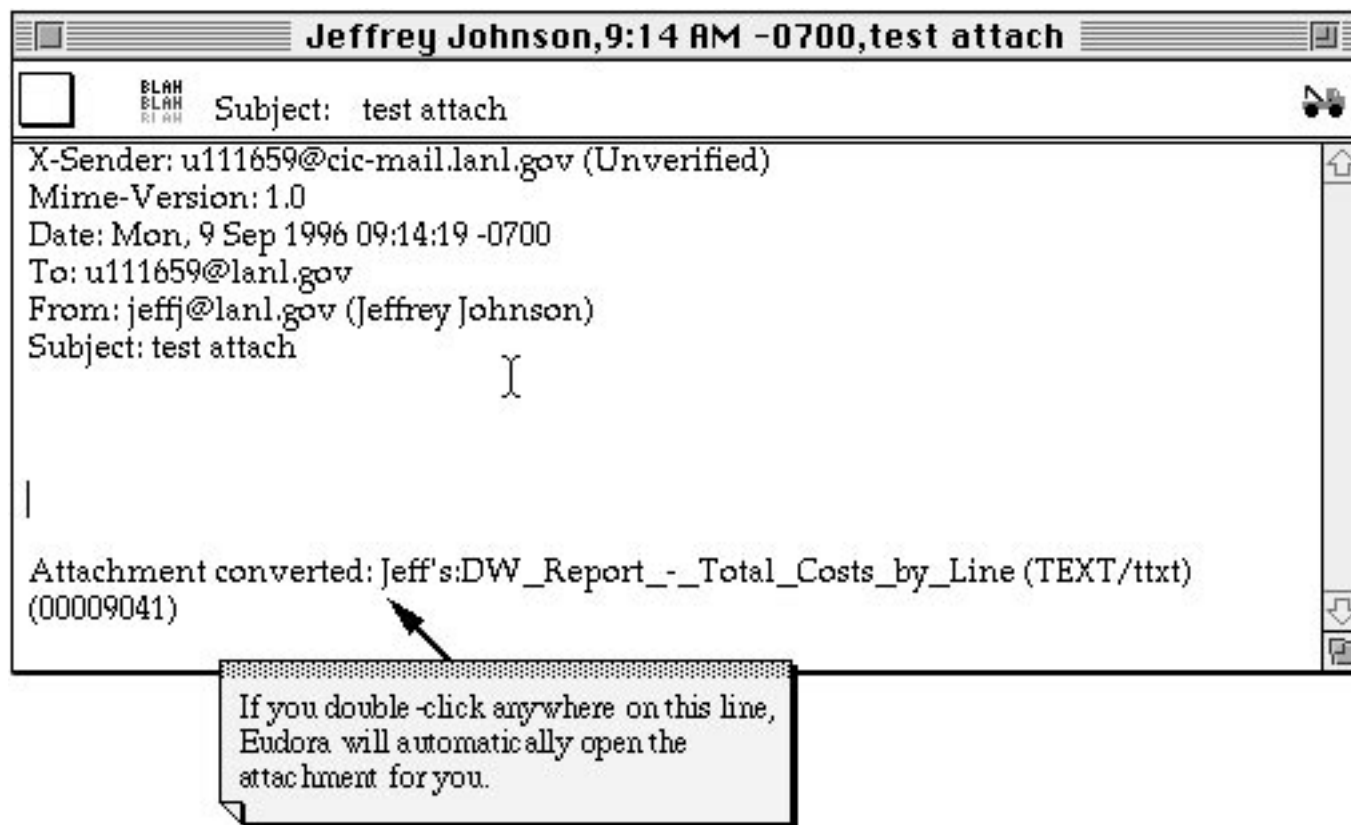 Jeffrey Johnson,9:14 AM -0700,test attach
BLAH
BLAH
BLAH
Subject: test attach
X-Sender: u111659@cic-mail.lanl.gov (Unverified)
Mime-Version: 1.0
Date: Mon, 9 Sep 1996 09:14:19 -0700
To: u111659@lanl.gov
From: jeffj@lanl.gov (Jeffrey Johnson)
Subject: test attach
Attachment converted: Jeff's:DW_Report_-_Total_Costs_by_Line (TEXT/ttxt)
(00009041)
If you double-click anywhere on this line,
Eudora will automatically open the
attachment for you.